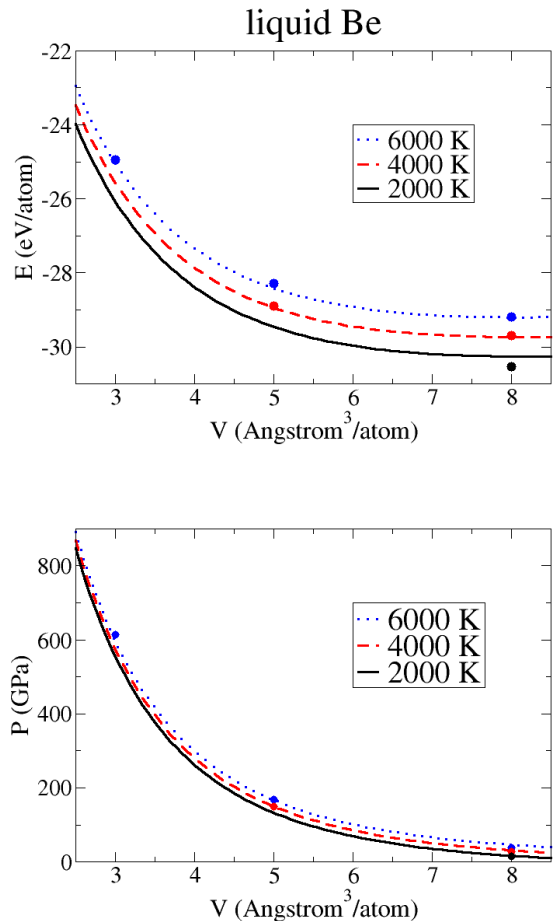 liquid Be
-22
-24
-26
-28
-30
E (eV/atom)
6000 K
4000 K
2000 K
3 4 5 6 7 8
V (Angstrom³/atom)
800
600
400
200
0
P (GPa)
6000 K
4000 K
2000 K
3 4 5 6 7 8
V (Angstrom³/atom)